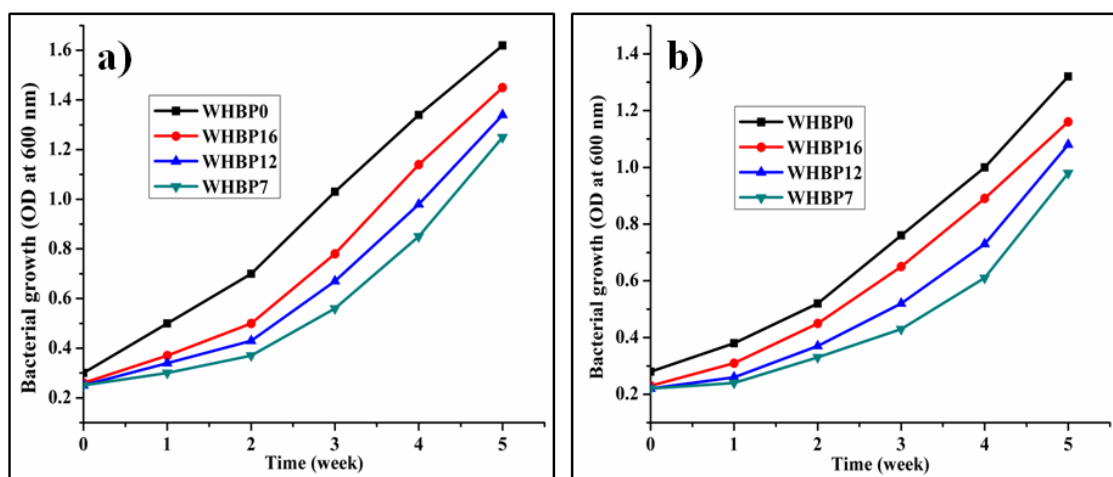 a)
Bacterial growth (OD at 600 nm)
1.6
1.4
1.2
1.0
0.8
0.6
0.4
0.2
WHBP0
WHBP16
WHBP12
WHBP7
0 1 2 3 4 5
Time (week)
b)
Bacterial growth (OD at 600 nm)
1.4
1.2
1.0
0.8
0.6
0.4
0.2
WHBP0
WHBP16
WHBP12
WHBP7
0 1 2 3 4 5
Time (week)